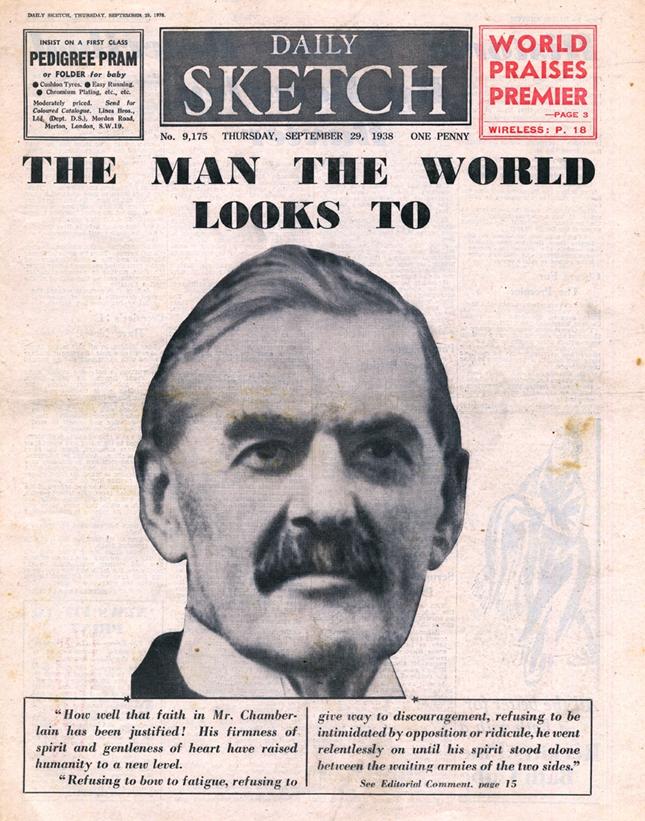 DAILY SKETCH, THURSDAY, SEPTEMBER 29, 1938.
INSIST ON A FIRST CLASS
PEDIGREE PRAM
or FOLDER for baby
● Cushion Tyres. ● Easy Running.
● Chromium Plating, etc., etc.
Moderately priced. Send for
Coloured Catalogue. Lines Bros.,
Ltd. (Dept. D.S.), Morden Road,
Merton, London, S.W.19.
DAILY
SKETCH
WORLD
PRAISES
PREMIER
—PAGE 3
WIRELESS: P. 18
No. 9,175 THURSDAY, SEPTEMBER 29, 1938 ONE PENNY
THE MAN THE WORLD
LOOKS TO
"How well that faith in Mr. Chamber-
lain has been justified! His firmness of
spirit and gentleness of heart have raised
humanity to a new level.
"Refusing to bow to fatigue, refusing to
give way to discouragement, refusing to be
intimidated by opposition or ridicule, he went
relentlessly on until his spirit stood alone
between the waiting armies of the two sides."
See Editorial Comment, page 15